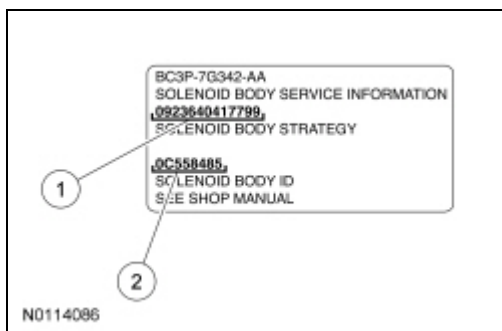 BC3P-7G342-AA
SOLENOID BODY SERVICE INFORMATION
0923640417799
SOLENOID BODY STRATEGY
0C558485
SOLENOID BODY ID
SEE SHOP MANUAL
1
2
N0114086